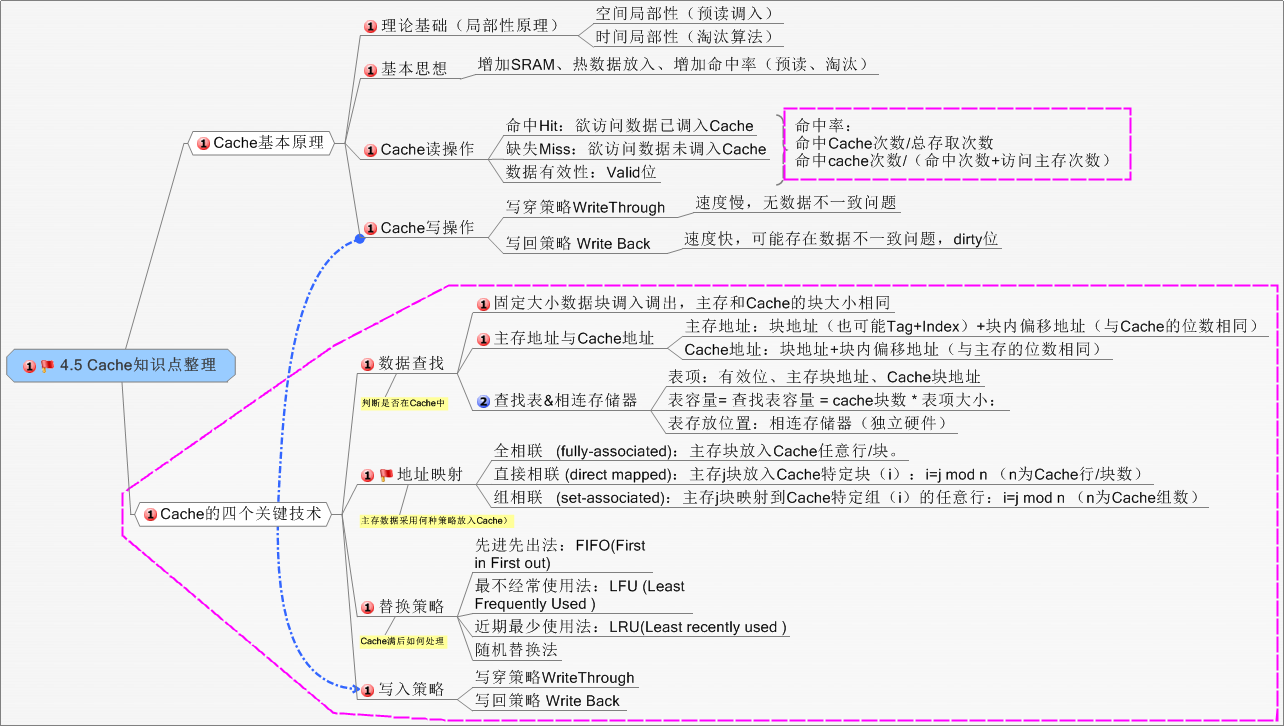 4.5 Cache知识点整理
Cache基本原理
理论基础（局部性原理）
空间局部性（预读调入）
时间局部性（淘汰算法）
基本思想
增加SRAM、热数据放入、增加命中率（预读、淘汰）
Cache读操作
命中Hit：欲访问数据已调入Cache
缺失Miss：欲访问数据未调入Cache
数据有效性：Valid位
命中率：
命中Cache次数/总存取次数
命中cache次数/（命中次数+访问主存次数）
Cache写操作
写穿策略WriteThrough
速度慢，无数据不一致问题
写回策略 Write Back
速度快，可能存在数据不一致问题，dirty位
Cache的四个关键技术
数据查找
判断是否在Cache中
固定大小数据块调入调出，主存和Cache的块大小相同
主存地址与Cache地址
主存地址：块地址（也可能Tag+Index）+块内偏移地址（与Cache的位数相同）
Cache地址：块地址+块内偏移地址（与主存的位数相同）
查找表&相连存储器
表项：有效位、主存块地址、Cache块地址
表容量= 查找表容量 = cache块数 * 表项大小；
表存放位置：相连存储器（独立硬件）
地址映射
主存数据采用何种策略放入Cache）
全相联 (fully-associated)：主存块放入Cache任意行/块。
直接相联 (direct mapped)：主存j块放入Cache特定块（i）；i=j mod n （n为Cache行/块数）
组相联 (set-associated)：主存j块映射到Cache特定组（i）的任意行；i=j mod n （n为Cache组数）
替换策略
Cache满后如何处理
先进先出法：FIFO(First
in First out)
最不经常使用法：LFU (Least
Frequently Used )
近期最少使用法：LRU(Least recently used )
随机替换法
写入策略
写穿策略WriteThrough
写回策略 Write Back